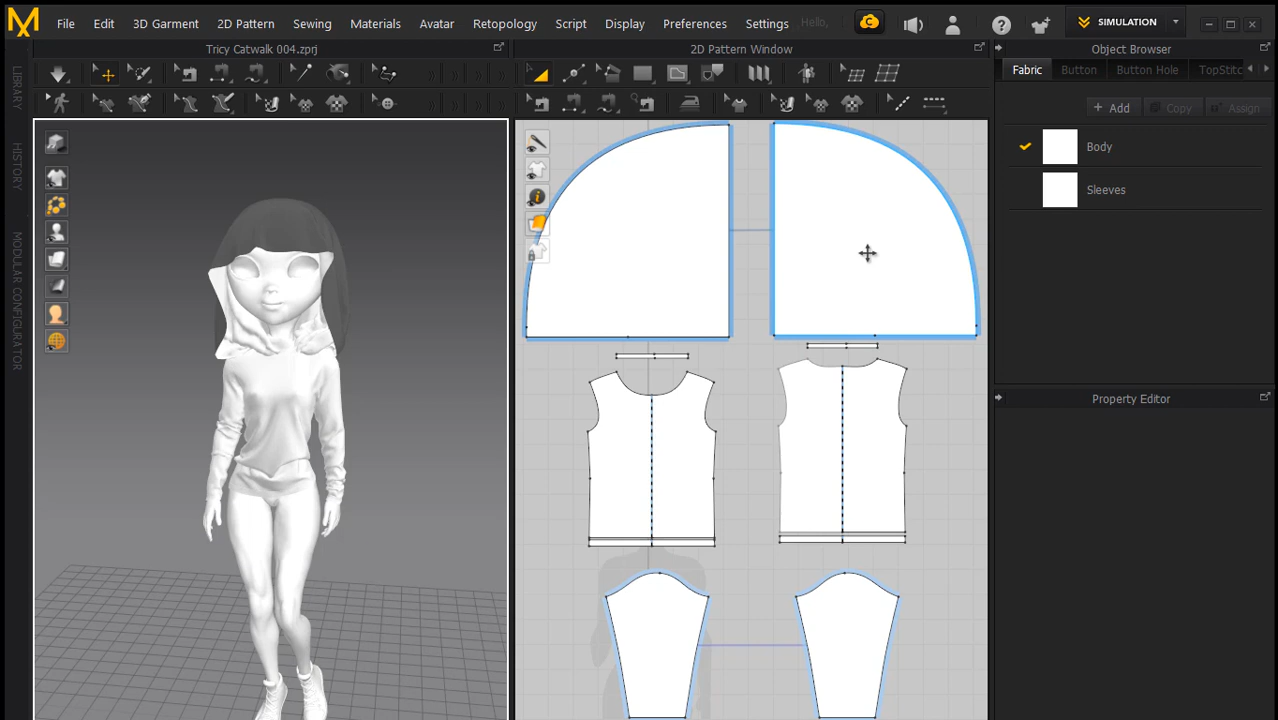 File Edit 3D Garment 2D Pattern Sewing Materials Avatar Retopology Script Display Preferences Settings Hello, SIMULATION
Tricy Catwalk 004.zprj
2D Pattern Window
Object Browser
Fabric Button Button Hole TopStitc
+ Add Copy Assign
Body
Sleeves
Property Editor
LIBRARY
HISTORY
MODULAR CONFIGURATOR